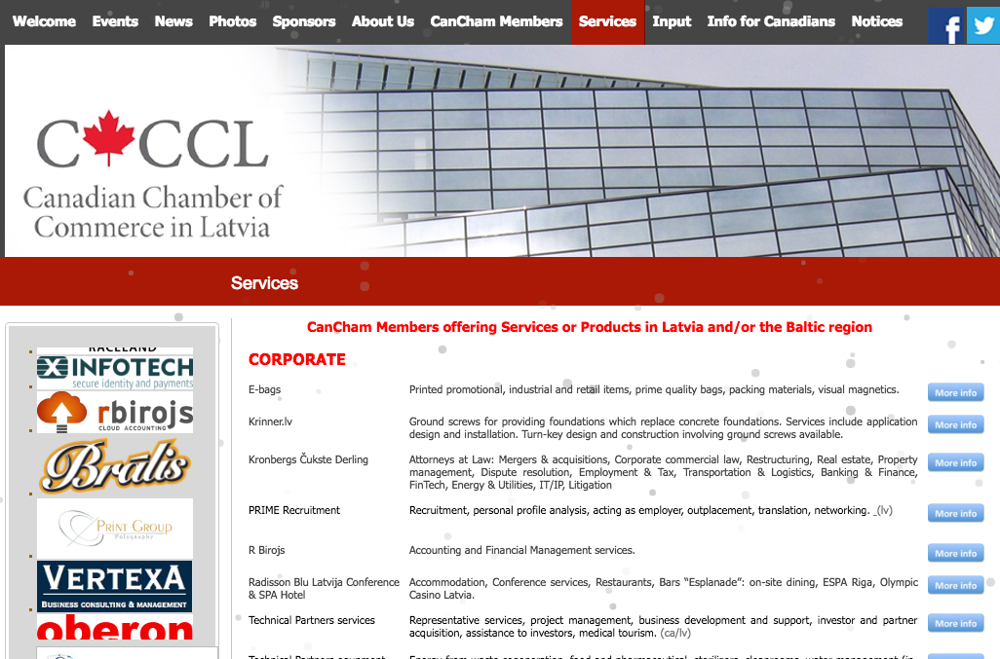 Welcome Events News Photos Sponsors About Us CanCham Members Services Input Info for Canadians Notices
C CCL
Canadian Chamber of
Commerce in Latvia
Services
RACELAND
INFOTECH
secure identity and payments
rbirojs
CLOUD ACCOUNTING
Brālis
PRINT GROUP
POLYGRAPHY
VERTEXA
BUSINESS CONSULTING & MANAGEMENT
oberon
CanCham Members offering Services or Products in Latvia and/or the Baltic region
CORPORATE
E-bags Printed promotional, industrial and retail items, prime quality bags, packing materials, visual magnetics. More info
Krinner.lv Ground screws for providing foundations which replace concrete foundations. Services include application More info
design and installation. Turn-key design and construction involving ground screws available.
Kronbergs Čukste Derling Attorneys at Law: Mergers & acquisitions, Corporate commercial law, Restructuring, Real estate, Property More info
management, Dispute resolution, Employment & Tax, Transportation & Logistics, Banking & Finance,
FinTech, Energy & Utilities, IT/IP, Litigation
PRIME Recruitment Recruitment, personal profile analysis, acting as employer, outplacement, translation, networking. _(lv) More info
R Birojs Accounting and Financial Management services. More info
Radisson Blu Latvija Conference Accommodation, Conference services, Restaurants, Bars “Esplanade”: on-site dining, ESPA Riga, Olympic More info
& SPA Hotel Casino Latvia.
Technical Partners services Representative services, project management, business development and support, investor and partner More info
acquisition, assistance to investors, medical tourism. (ca/lv)